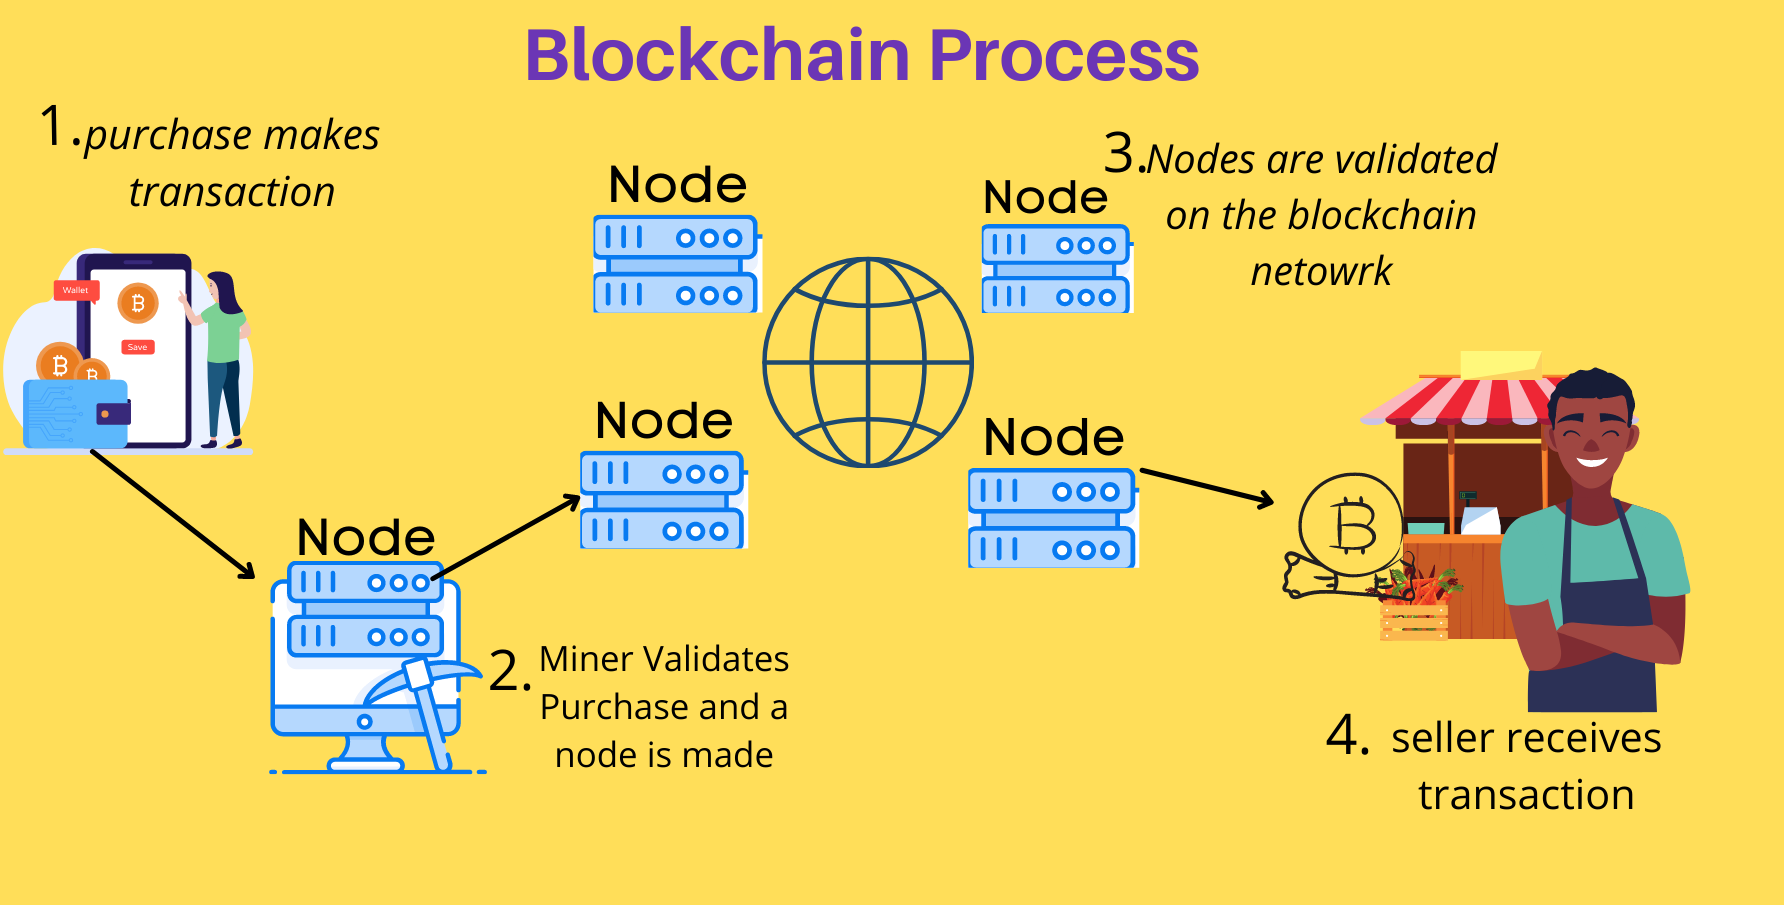 Blockchain Process
1. purchase makes
transaction
Wallet
Save
Node
Node
3. Nodes are validated
on the blockchain
netowrk
Node
Node
Node
2. Miner Validates
Purchase and a
node is made
4. seller receives
transaction